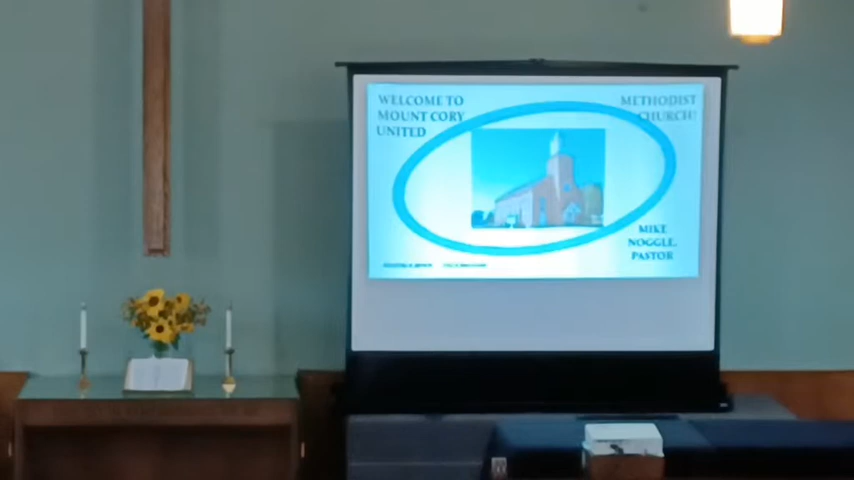 WELCOME TO
MOUNT CORY
UNITED
METHODIST
CHURCH!
MIKE
NOGGLE,
PASTOR